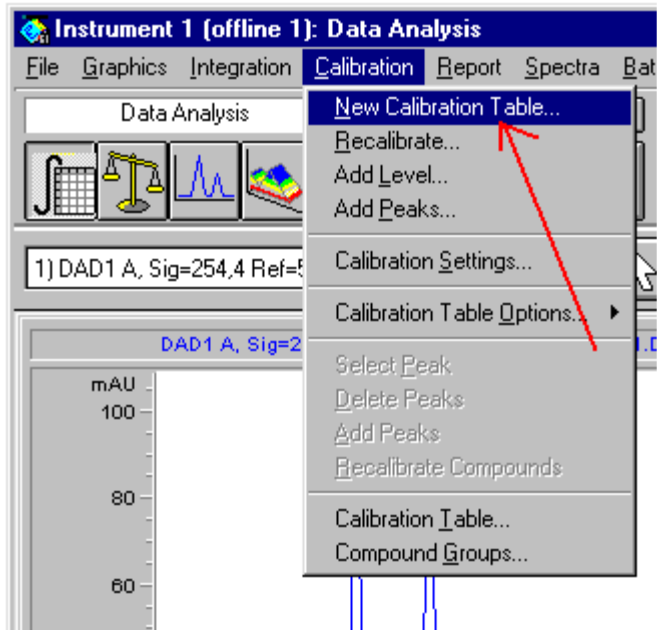 Instrument 1 (offline 1): Data Analysis
File Graphics Integration Calibration Report Spectra Bat
Data Analysis
New Calibration Table...
Recalibrate...
Add Level...
Add Peaks...
1) DAD1 A, Sig=254,4 Ref=
Calibration Settings...
Calibration Table Options...
DAD1 A, Sig=2
Select Peak
Delete Peaks
Add Peaks
Recalibrate Compounds
Calibration Table...
Compound Groups...
mAU
100
80
60